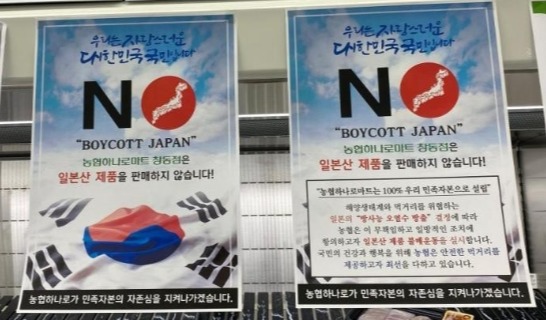 우리는 자랑스러운
대한민국 국민입니다
NO
"BOYCOTT JAPAN"
농협하나로마트 창동점은
일본산 제품을 판매하지 않습니다!
농협하나로가 민족자본의 자존심을 지켜나가겠습니다.
우리는 자랑스러운
대한민국 국민입니다
NO
"BOYCOTT JAPAN"
농협하나로마트 창동점은
일본산 제품을 판매하지 않습니다!
"농협하나로마트는 100% 우리 민족자본으로 설립"
해양생태계와 먹거리를 위협하는
일본의 "방사능 오염수 방출" 결정에 따라
농협은 이 무책임하고 일방적인 조치에
항의하고자 일본산 제품 불매운동을 실시합니다.
국민의 건강과 행복을 위해 농협은 안전한 먹거리를
제공하고자 최선을 다하고 있습니다.
농협하나로가 민족자본의 자존심을 지켜나가겠습니다.